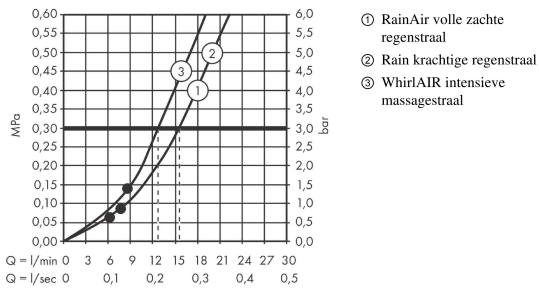 0,60 6,0
0,55 5,5
0,50 5,0
0,45 4,5
0,40 4,0
0,35 3,5
0,30 3,0
0,25 2,5
0,20 2,0
0,15 1,5
0,10 1,0
0,05 0,5
0,00 0,0
MPa
bar
②
③
①
Q = l/min 0 3 6 9 12 15 18 21 24 27 30
Q = l/sec 0 0,1 0,2 0,3 0,4 0,5
① RainAir volle zachte
regenstraal
② Rain krachtige regenstraal
③ WhirlAIR intensieve
massagestraal